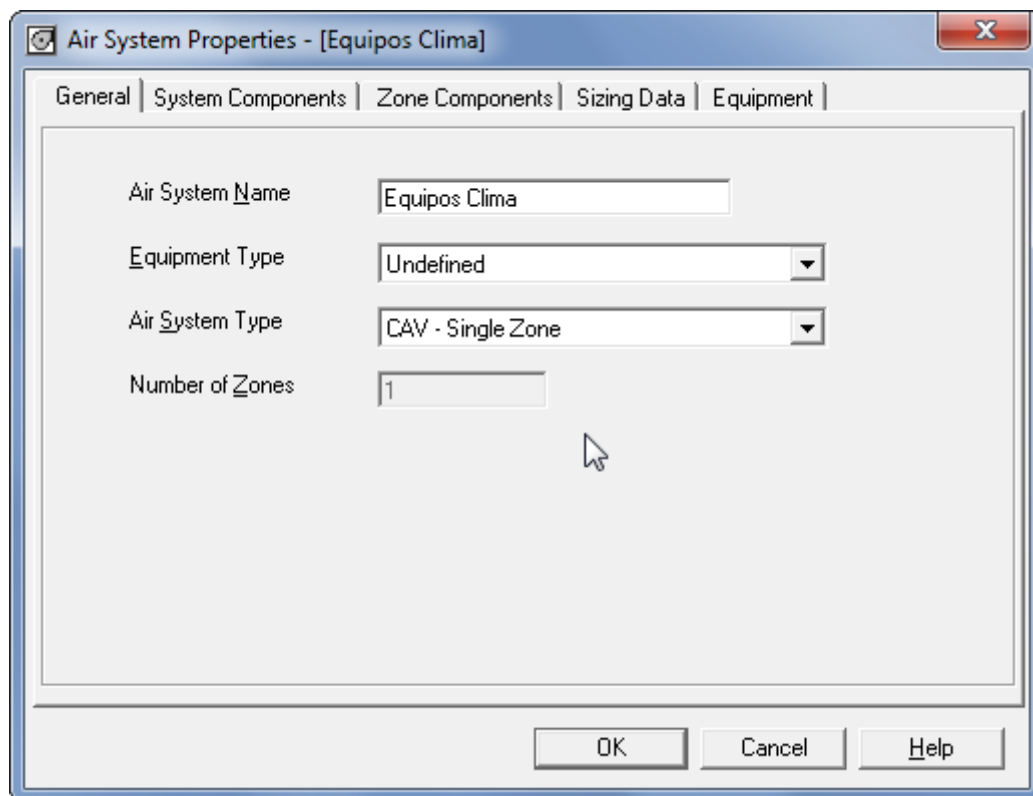 Air System Properties - [Equipos Clima]
General System Components Zone Components Sizing Data Equipment
Air System Name Equipos Clima
Equipment Type Undefined
Air System Type CAV - Single Zone
Number of Zones 1
OK Cancel Help